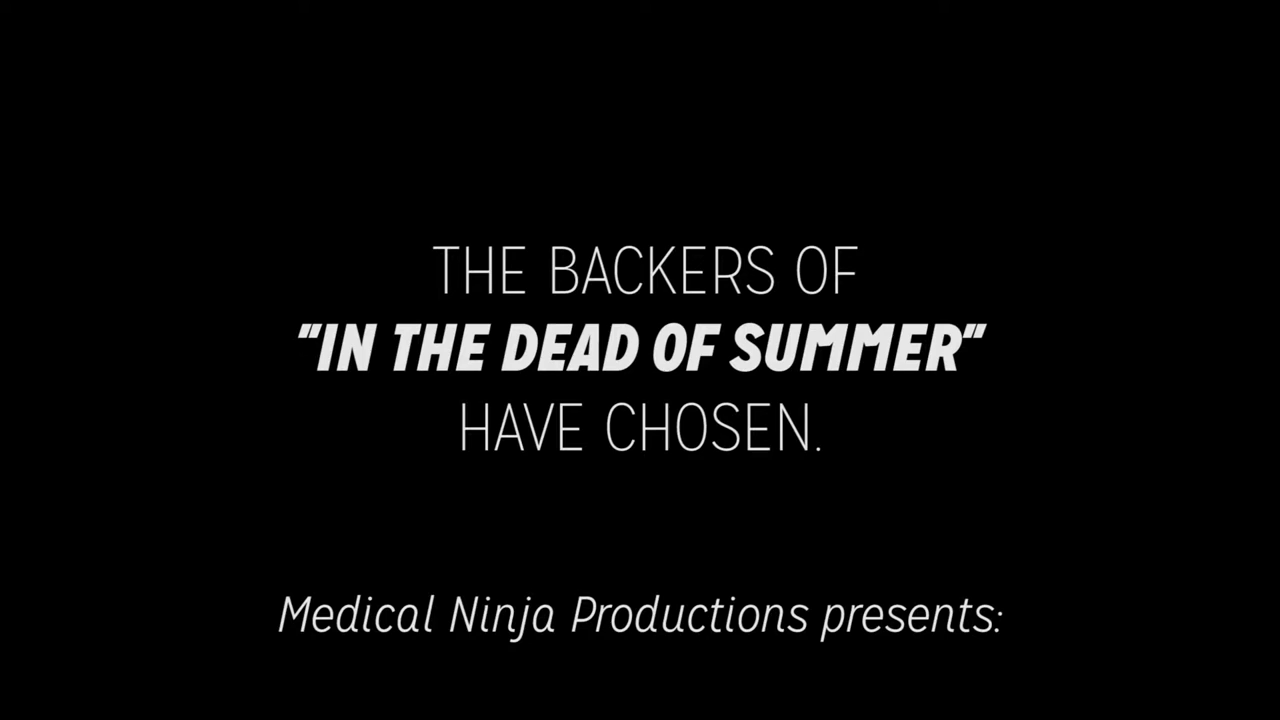 THE BACKERS OF
"IN THE DEAD OF SUMMER"
HAVE CHOSEN.
Medical Ninja Productions presents: